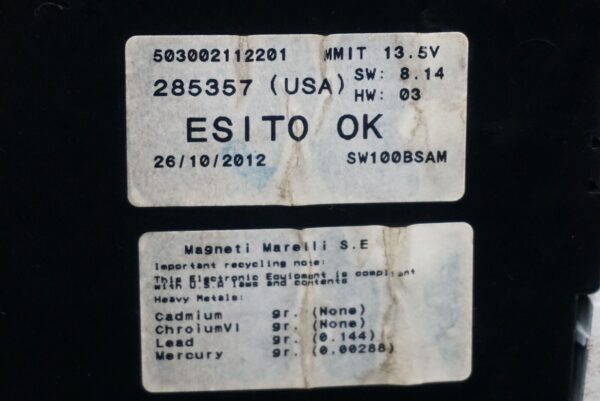 503002112201 MMIT 13.5V
285357 (USA) SW: 8.14
HW: 03
ESITO OK
26/10/2012 SW100BSAM
Magneti Marelli S.E
Important recycling note:
This Electronic Equipment is compliant
with U.S.A laws and contents
Heavy Metals:
Cadmium gr. (None)
ChroiumVI gr. (None)
Lead gr. (0.144)
Mercury gr. (0.00288)